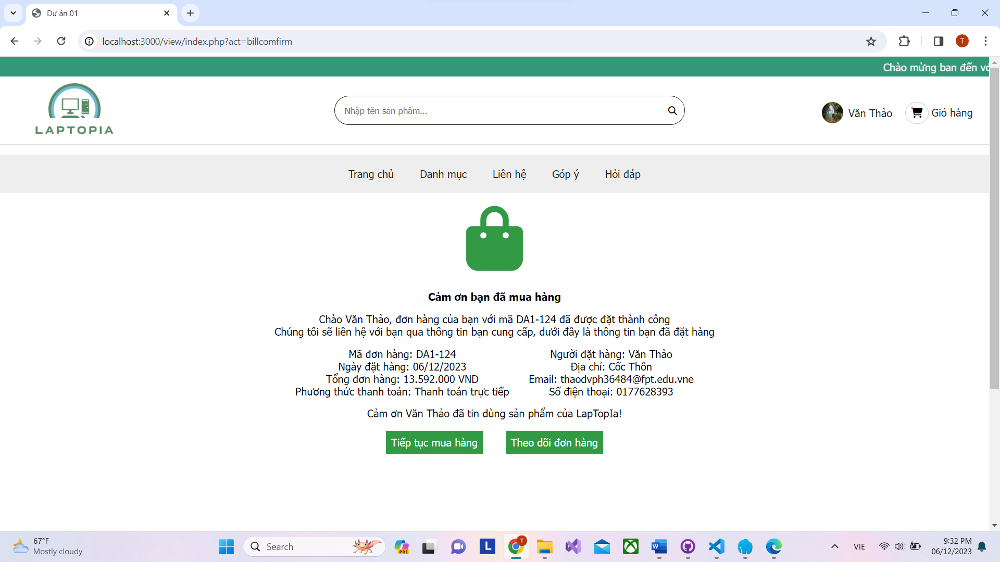 Dự án 01
localhost:3000/view/index.php?act=billcomfirm
T
Chào mừng ban đến
LAPTOPIA
Nhập tên sản phẩm...
Văn Thảo
Giỏ hàng
Trang chủ
Danh mục
Liên hệ
Góp ý
Hỏi đáp
Cảm ơn bạn đã mua hàng
Chào Văn Thảo, đơn hàng của bạn với mã DA1-124 đã được đặt thành công
Chúng tôi sẽ liên hệ với bạn qua thông tin bạn cung cấp, dưới đây là thông tin bạn đã đặt hàng
Mã đơn hàng: DA1-124
Ngày đặt hàng: 06/12/2023
Tổng đơn hàng: 13.592.000 VND
Phương thức thanh toán: Thanh toán trực tiếp
Người đặt hàng: Văn Thảo
Địa chỉ: Cốc Thôn
Email: thaodvph36484@fpt.edu.vne
Số điện thoại: 0177628393
Cảm ơn Văn Thảo đã tin dùng sản phẩm của LapTopIa!
Tiếp tục mua hàng
Theo dõi đơn hàng
67°F
Mostly cloudy
Search
PRE
L
T
W
VIE
9:32 PM
06/12/2023